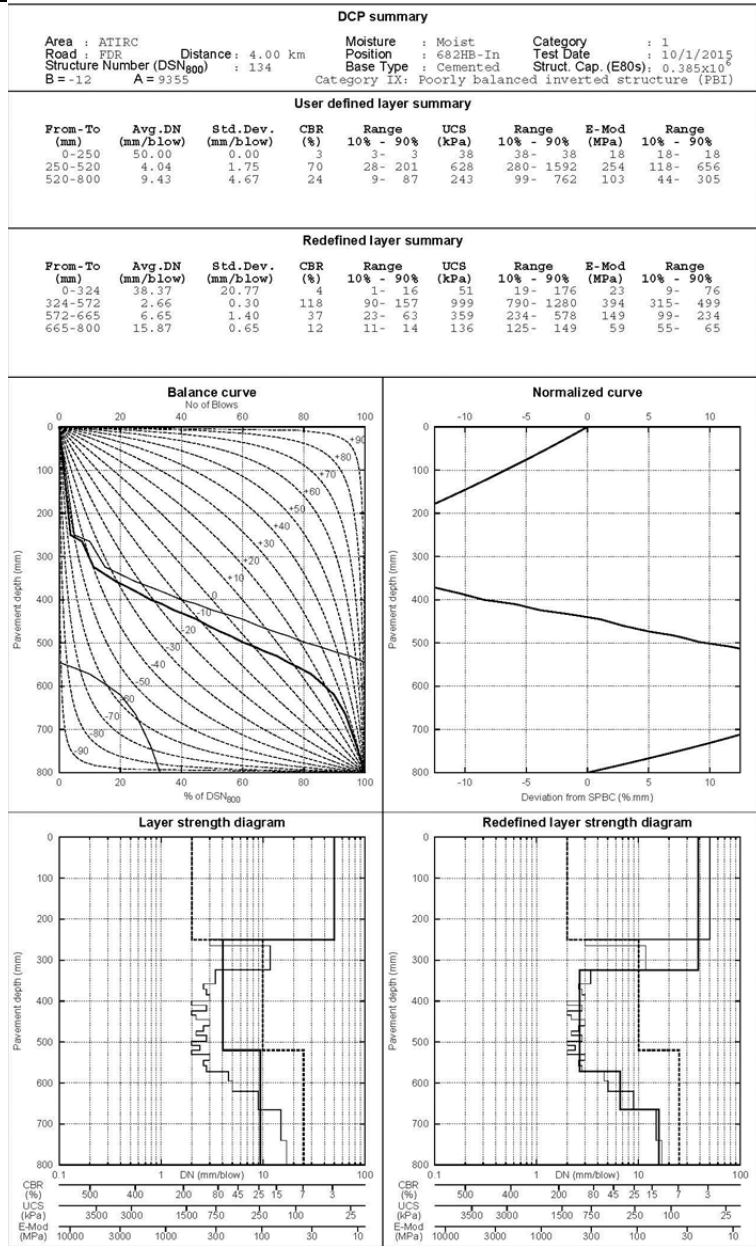 DCP summary
Area : ATIRC Moisture : Moist Category : 1
Road : FDR Distance : 4.00 km Position : 682HB-In Test Date : 10/1/2015
Structure Number (DSN800) : 134 Base Type : Cemented Struct. Cap. (E80s) : 0.385x10^6
B = -12 A = 9355 Category IX: Poorly balanced inverted structure (PBI)
User defined layer summary
From-To Avg.DN Std.Dev. CBR Range UCS Range E-Mod Range
(mm) (mm/blow) (mm/blow) (%) 10% - 90% (kPa) 10% - 90% (MPa) 10% - 90%
0-250 50.00 0.00 3 3- 3 38 38- 38 18 18- 18
250-520 4.04 1.75 70 28- 201 628 280- 1592 254 118- 656
520-800 9.43 4.67 24 9- 87 243 99- 762 103 44- 305
Redefined layer summary
From-To Avg.DN Std.Dev. CBR Range UCS Range E-Mod Range
(mm) (mm/blow) (mm/blow) (%) 10% - 90% (kPa) 10% - 90% (MPa) 10% - 90%
0-324 38.37 20.77 4 1- 16 51 19- 176 23 9- 76
324-572 2.66 0.30 118 90- 157 999 790- 1280 394 315- 499
572-665 6.65 1.40 37 23- 63 359 234- 578 149 99- 234
665-800 15.87 0.65 12 11- 14 136 125- 149 59 55- 65
Balance curve
No of Blows
0 20 40 60 80 100
0
100
200
300
400
500
600
700
800
Pavement depth (mm)
+90
+80
+70
+60
+50
+40
+30
+20
+10
0
-10
-20
-30
-40
-50
-60
-70
-80
-90
0 20 40 60 80 100
% of DSN800
Normalized curve
-10 -5 0 5 10
0
100
200
300
400
500
600
700
800
Pavement depth (mm)
-10 -5 0 5 10
Deviation from SPBC (% mm)
Layer strength diagram
0
100
200
300
400
500
600
700
800
Pavement depth (mm)
0.1 1 DN (mm/blow) 10 100
CBR (%) 500 400 200 80 45 25 15 7 3
UCS (kPa) 3500 3000 1500 750 250 100 25
E-Mod (MPa) 10000 3000 1000 300 100 30 10
Redefined layer strength diagram
0
100
200
300
400
500
600
700
800
Pavement depth (mm)
0.1 1 DN (mm/blow) 10 100
CBR (%) 500 400 200 80 45 25 15 7 3
UCS (kPa) 3500 3000 1500 750 250 100 25
E-Mod (MPa) 10000 3000 1000 300 100 30 10